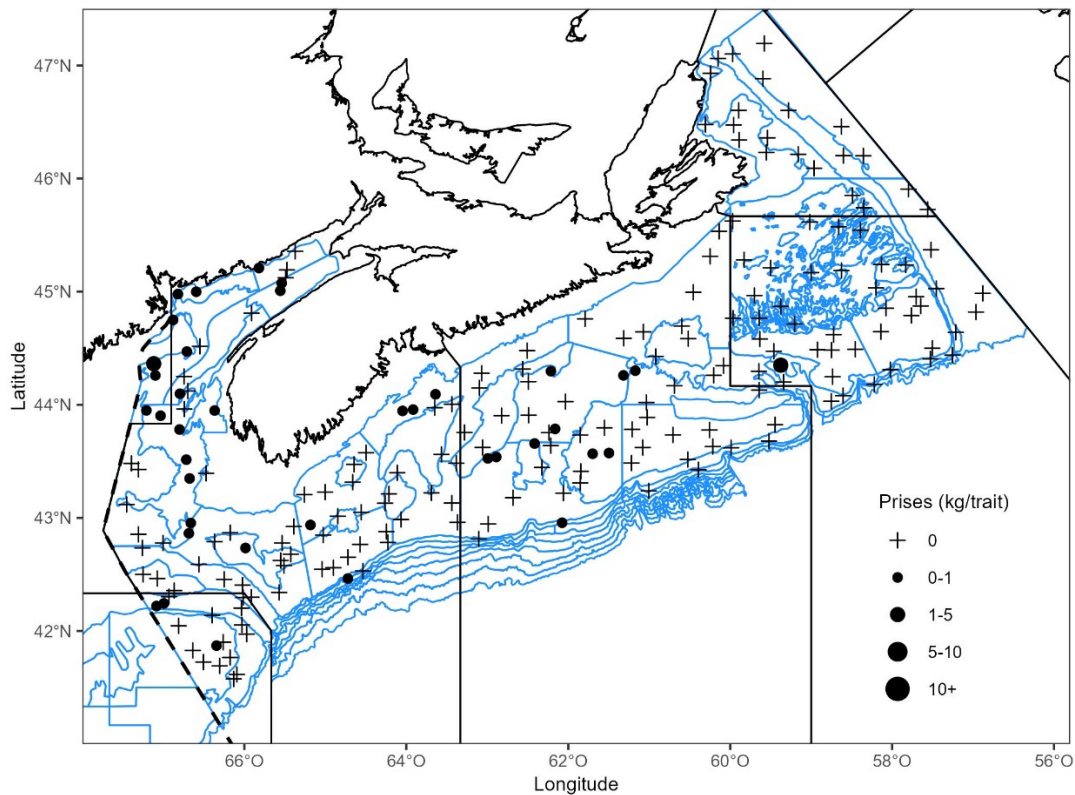 47°N
46°N
45°N
44°N
43°N
42°N
Latitude
Prises (kg/trait)
0
0-1
1-5
5-10
10+
66°O
64°O
62°O
60°O
58°O
56°O
Longitude